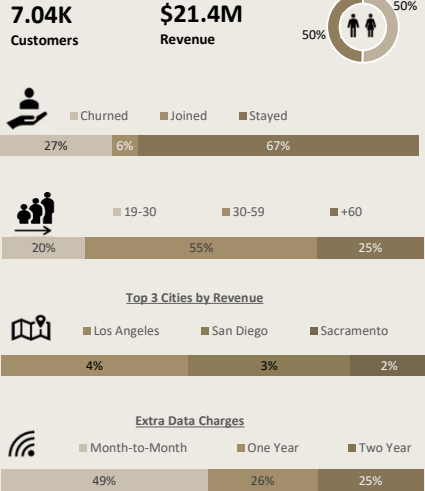 7.04K $21.4M 50%
Customers Revenue 50%
Churned Joined Stayed
27% 6% 67%
19-30 30-59 +60
20% 55% 25%
Top 3 Cities by Revenue
Los Angeles San Diego Sacramento
4% 3% 2%
Extra Data Charges
Month-to-Month One Year Two Year
49% 26% 25%